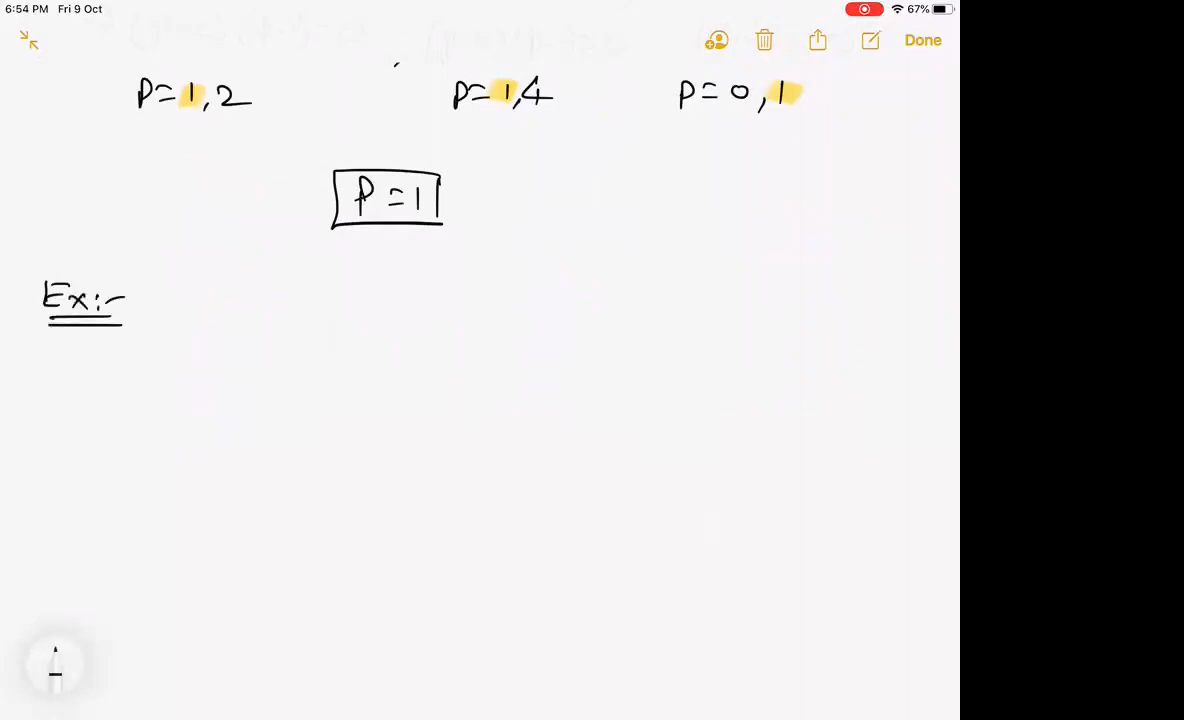 6:54 PM Fri 9 Oct 67%
Done
P=1,2 P=1,4 P=0,1
P=1
Ex:-